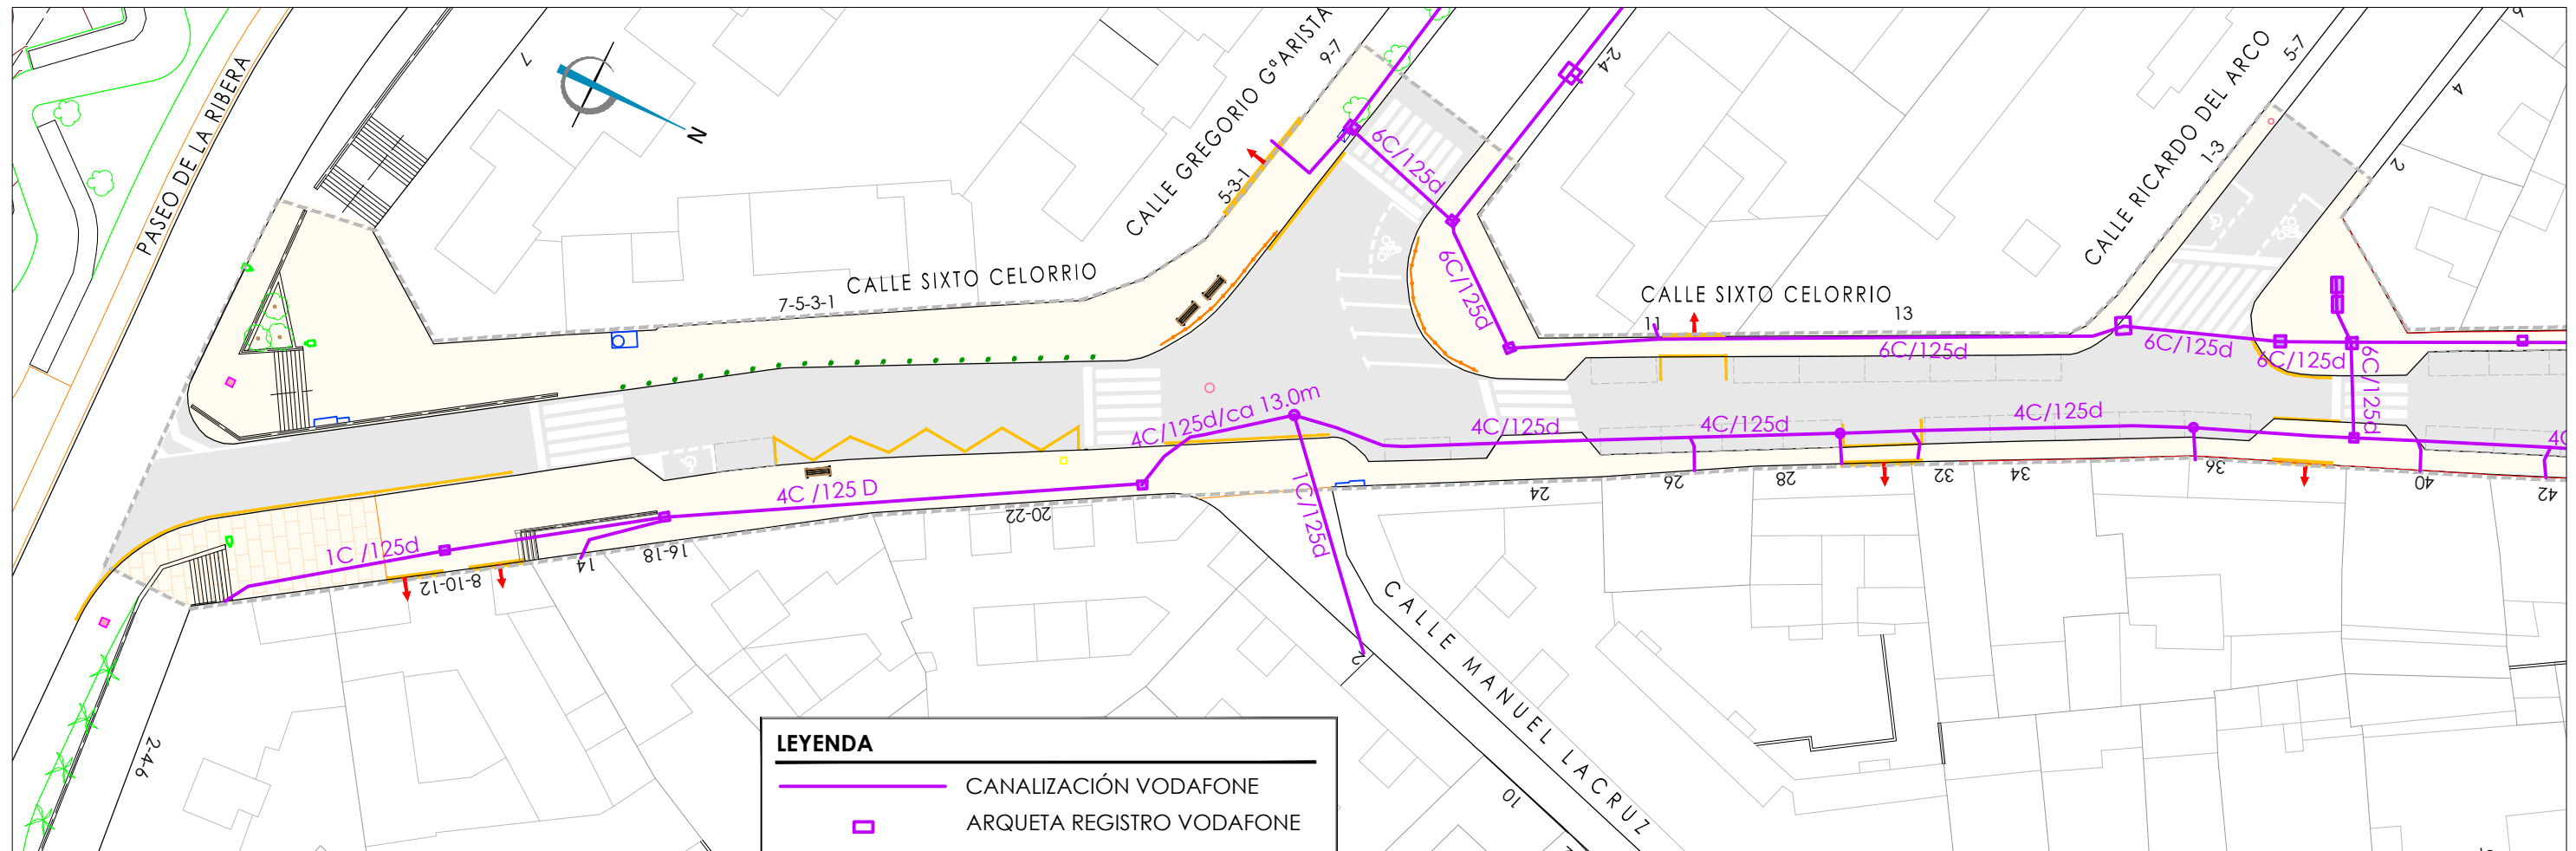 PASEO DE LA RIBERA
7
N
CALLE GREGORIO GªARISTA
9-7
5-3-1
2-4
CALLE RICARDO DEL ARCO
5-7
1-3
6
4
2
CALLE SIXTO CELORRIO
7-5-3-1
CALLE SIXTO CELORRIO
11
13
6C/125d
6C/125d
6C/125d
6C/125d
6C/125d
6C/125d
4C/125d/ca 13.0m
4C/125d
4C/125d
4C/125d
4C
4C /125 D
1C /125d
1C/125d
8-10-12
14
16-18
20-22
24
26
28
32
34
36
40
42
2-4-6
2
10
CALLE MANUEL LACRUZ
LEYENDA
CANALIZACIÓN VODAFONE
ARQUETA REGISTRO VODAFONE